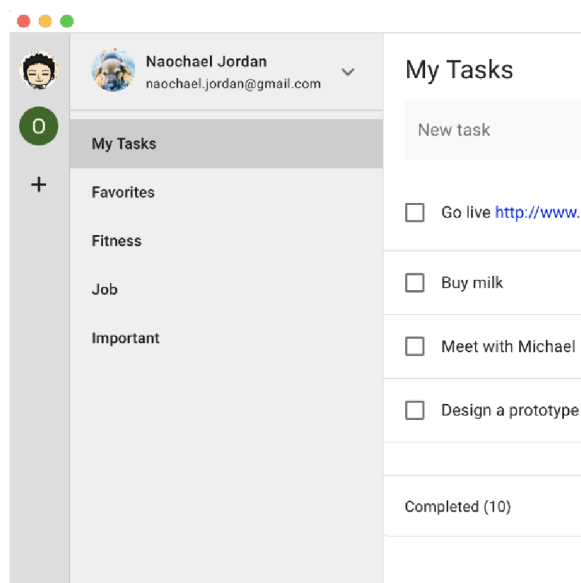 Naochael Jordan
naochael.jordan@gmail.com
O
My Tasks
Favorites
Fitness
Job
Important
My Tasks
New task
Go live http://www.
Buy milk
Meet with Michael
Design a prototype
Completed (10)